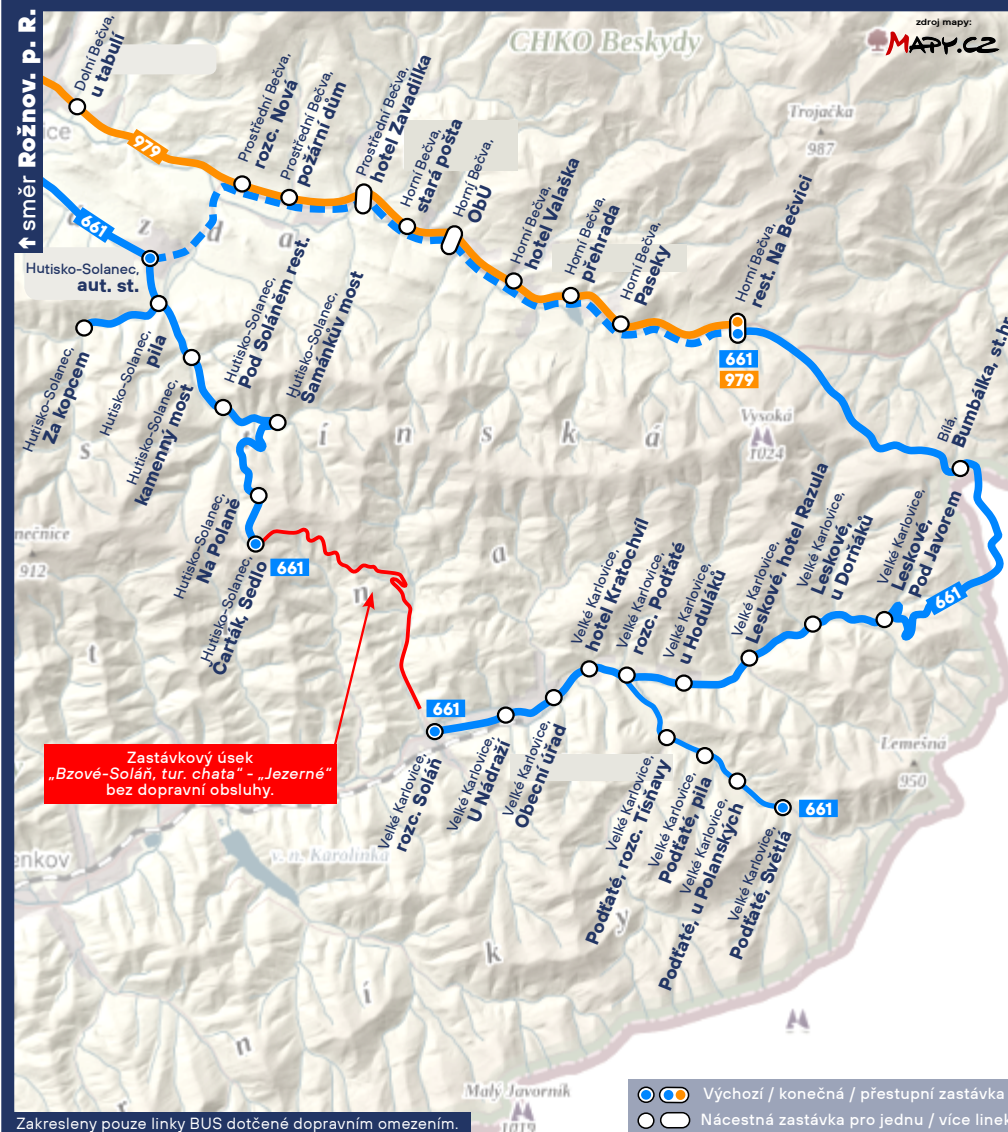 ↑ směr Rožnov. p. R.
zdroj mapy:
MAPY.CZ
CHKO Beskydy
Trojačka
987
Dolní Bečva,
u tabulí
979
Prostřední Bečva,
rozc. Nová
Prostřední Bečva,
požární dům
Prostřední Bečva,
hotel Zavadilka
Horní Bečva,
stará pošta
Horní Bečva,
ObÚ
Horní Bečva,
hotel Valaška
Horní Bečva,
přehrada
Horní Bečva,
Paseky
Horní Bečva,
rest. Na Bečvici
661
979
661
Hutisko-Solanec,
aut. st.
Hutisko-Solanec,
Za kopcem
Hutisko-Solanec,
pila
Hutisko-Solanec,
kamenný most
Hutisko-Solanec,
Pod Soláněm rest.
Hutisko-Solanec,
Samánkův most
Hutisko-Solanec,
Na Polaně
Hutisko-Solanec,
Čarták, Sedlo
661
Vysoká
1024
Bílá,
Bumbálka, st.hr.
661
912
Velké Karlovice,
Leskové,
Pod Javorem
Velké Karlovice,
Leskové,
u Dorňáků
Velké Karlovice,
Leskové, hotel Razula
Velké Karlovice,
u Hoduláků
Velké Karlovice,
rozc. Podťaté
Velké Karlovice,
hotel Kratochvíl
661
Velké Karlovice,
rozc. Soláň
Velké Karlovice,
U Nádraží
Velké Karlovice,
Obecní úřad
Velké Karlovice,
Podťaté, rozc. Tísňavy
Velké Karlovice,
Podťaté, pila
Velké Karlovice,
Podťaté, u Polanských
Velké Karlovice,
Podťaté, Světlá
661
Zastávkový úsek
„Bzové-Soláň, tur. chata“ - „Jezerné“
bez dopravní obsluhy.
Lemešná
950
v. n. Karolinka
enkov
Malý Javorník
1019
Výchozí / konečná / přestupní zastávka
Nácestná zastávka pro jednu / více linek
Zakresleny pouze linky BUS dotčené dopravním omezením.